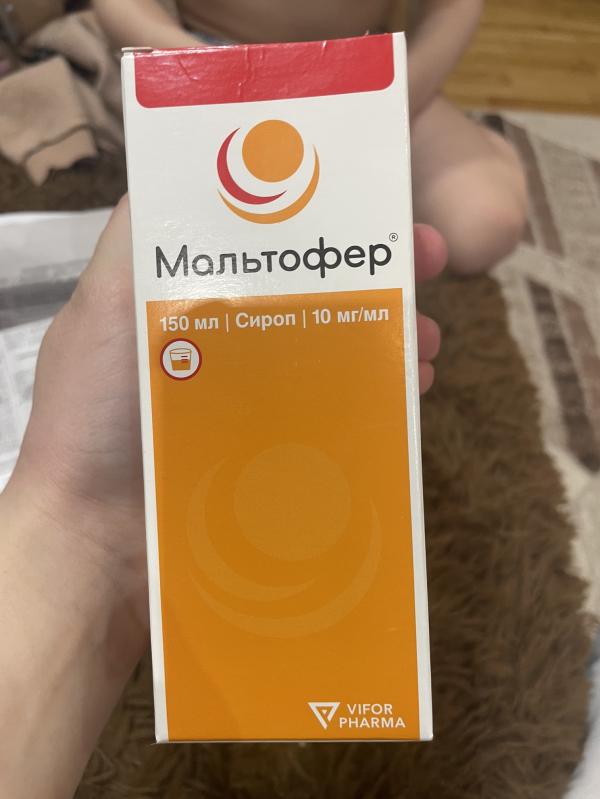 Мальтофер®
150 мл | Сироп | 10 мг/мл
VIFOR
PHARMA